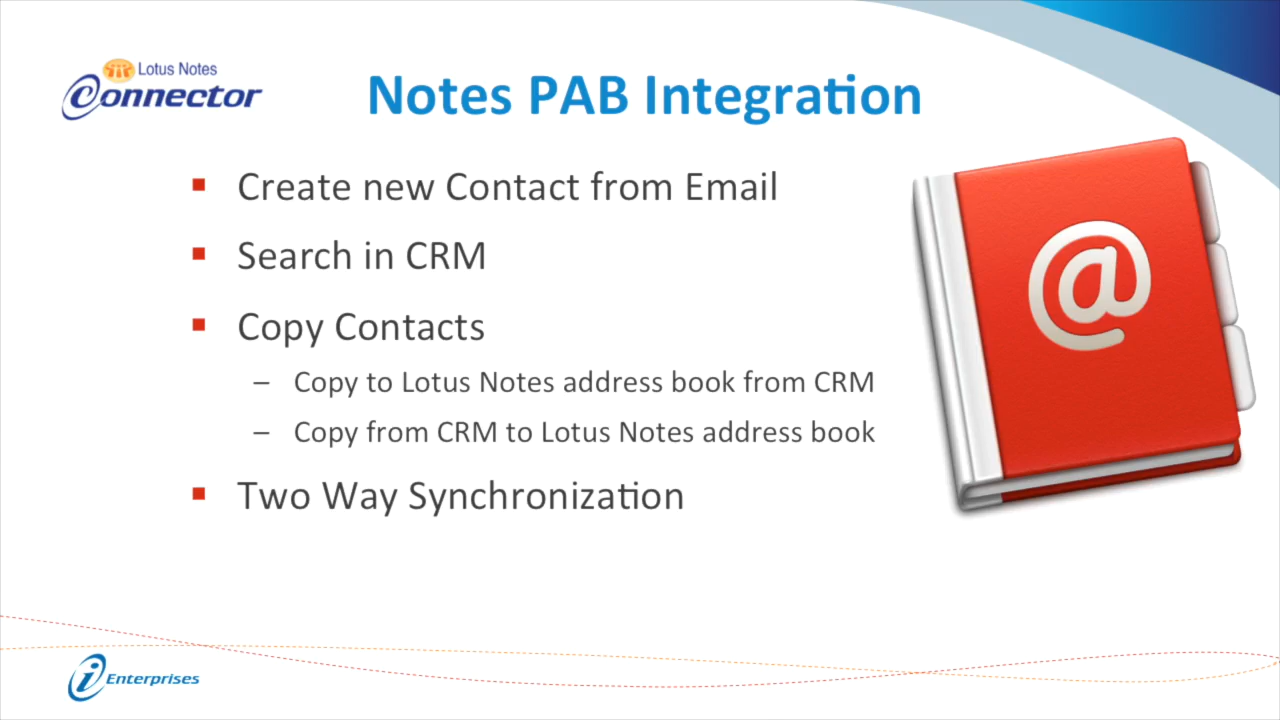 Lotus Notes
Connector
Notes PAB Integration
Create new Contact from Email
Search in CRM
Copy Contacts
– Copy to Lotus Notes address book from CRM
– Copy from CRM to Lotus Notes address book
Two Way Synchronization
@
i Enterprises